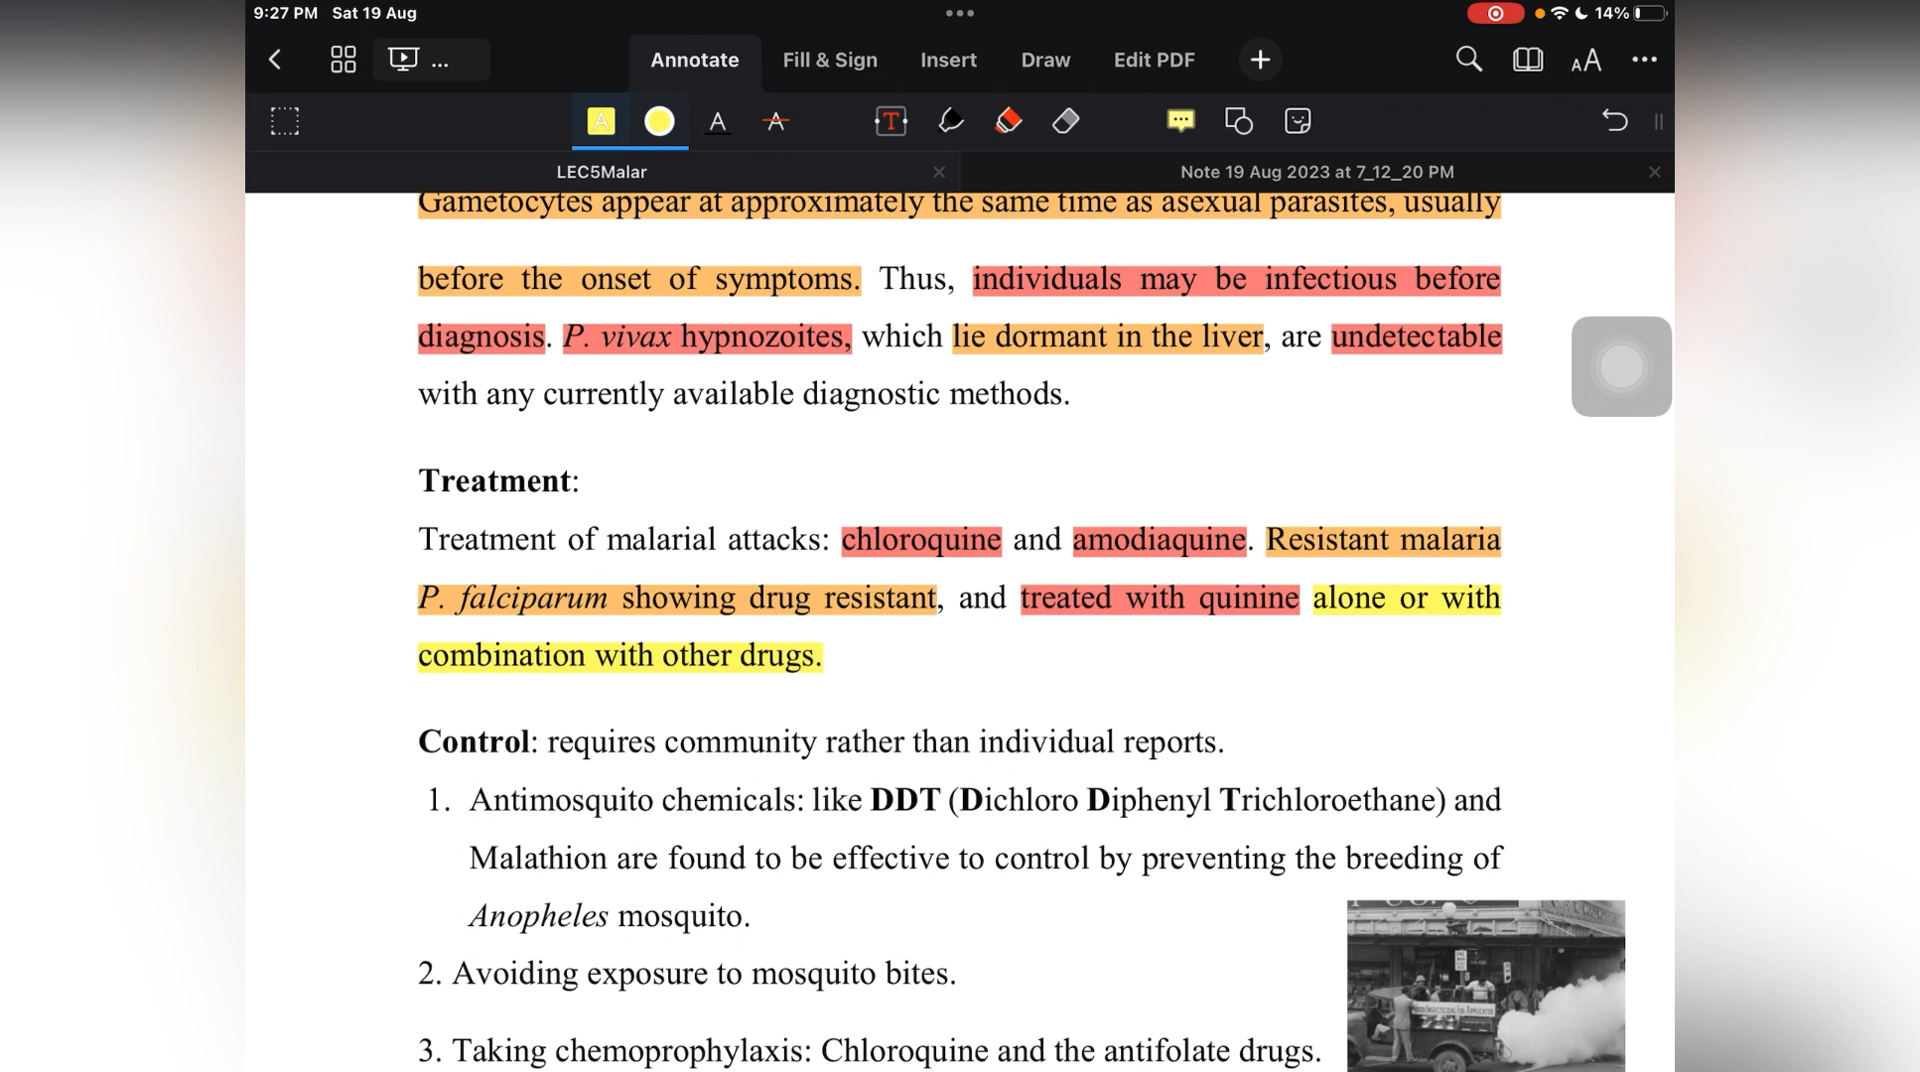 9:27 PM Sat 19 Aug
14%
Annotate Fill & Sign Insert Draw Edit PDF
LEC5Malar
Note 19 Aug 2023 at 7_12_20 PM
Gametocytes appear at approximately the same time as asexual parasites, usually
before the onset of symptoms. Thus, individuals may be infectious before
diagnosis. P. vivax hypnozoites, which lie dormant in the liver, are undetectable
with any currently available diagnostic methods.
Treatment:
Treatment of malarial attacks: chloroquine and amodiaquine. Resistant malaria
P. falciparum showing drug resistant, and treated with quinine alone or with
combination with other drugs.
Control: requires community rather than individual reports.
1. Antimosquito chemicals: like DDT (Dichloro Diphenyl Trichloroethane) and
Malathion are found to be effective to control by preventing the breeding of
Anopheles mosquito.
2. Avoiding exposure to mosquito bites.
3. Taking chemoprophylaxis: Chloroquine and the antifolate drugs.